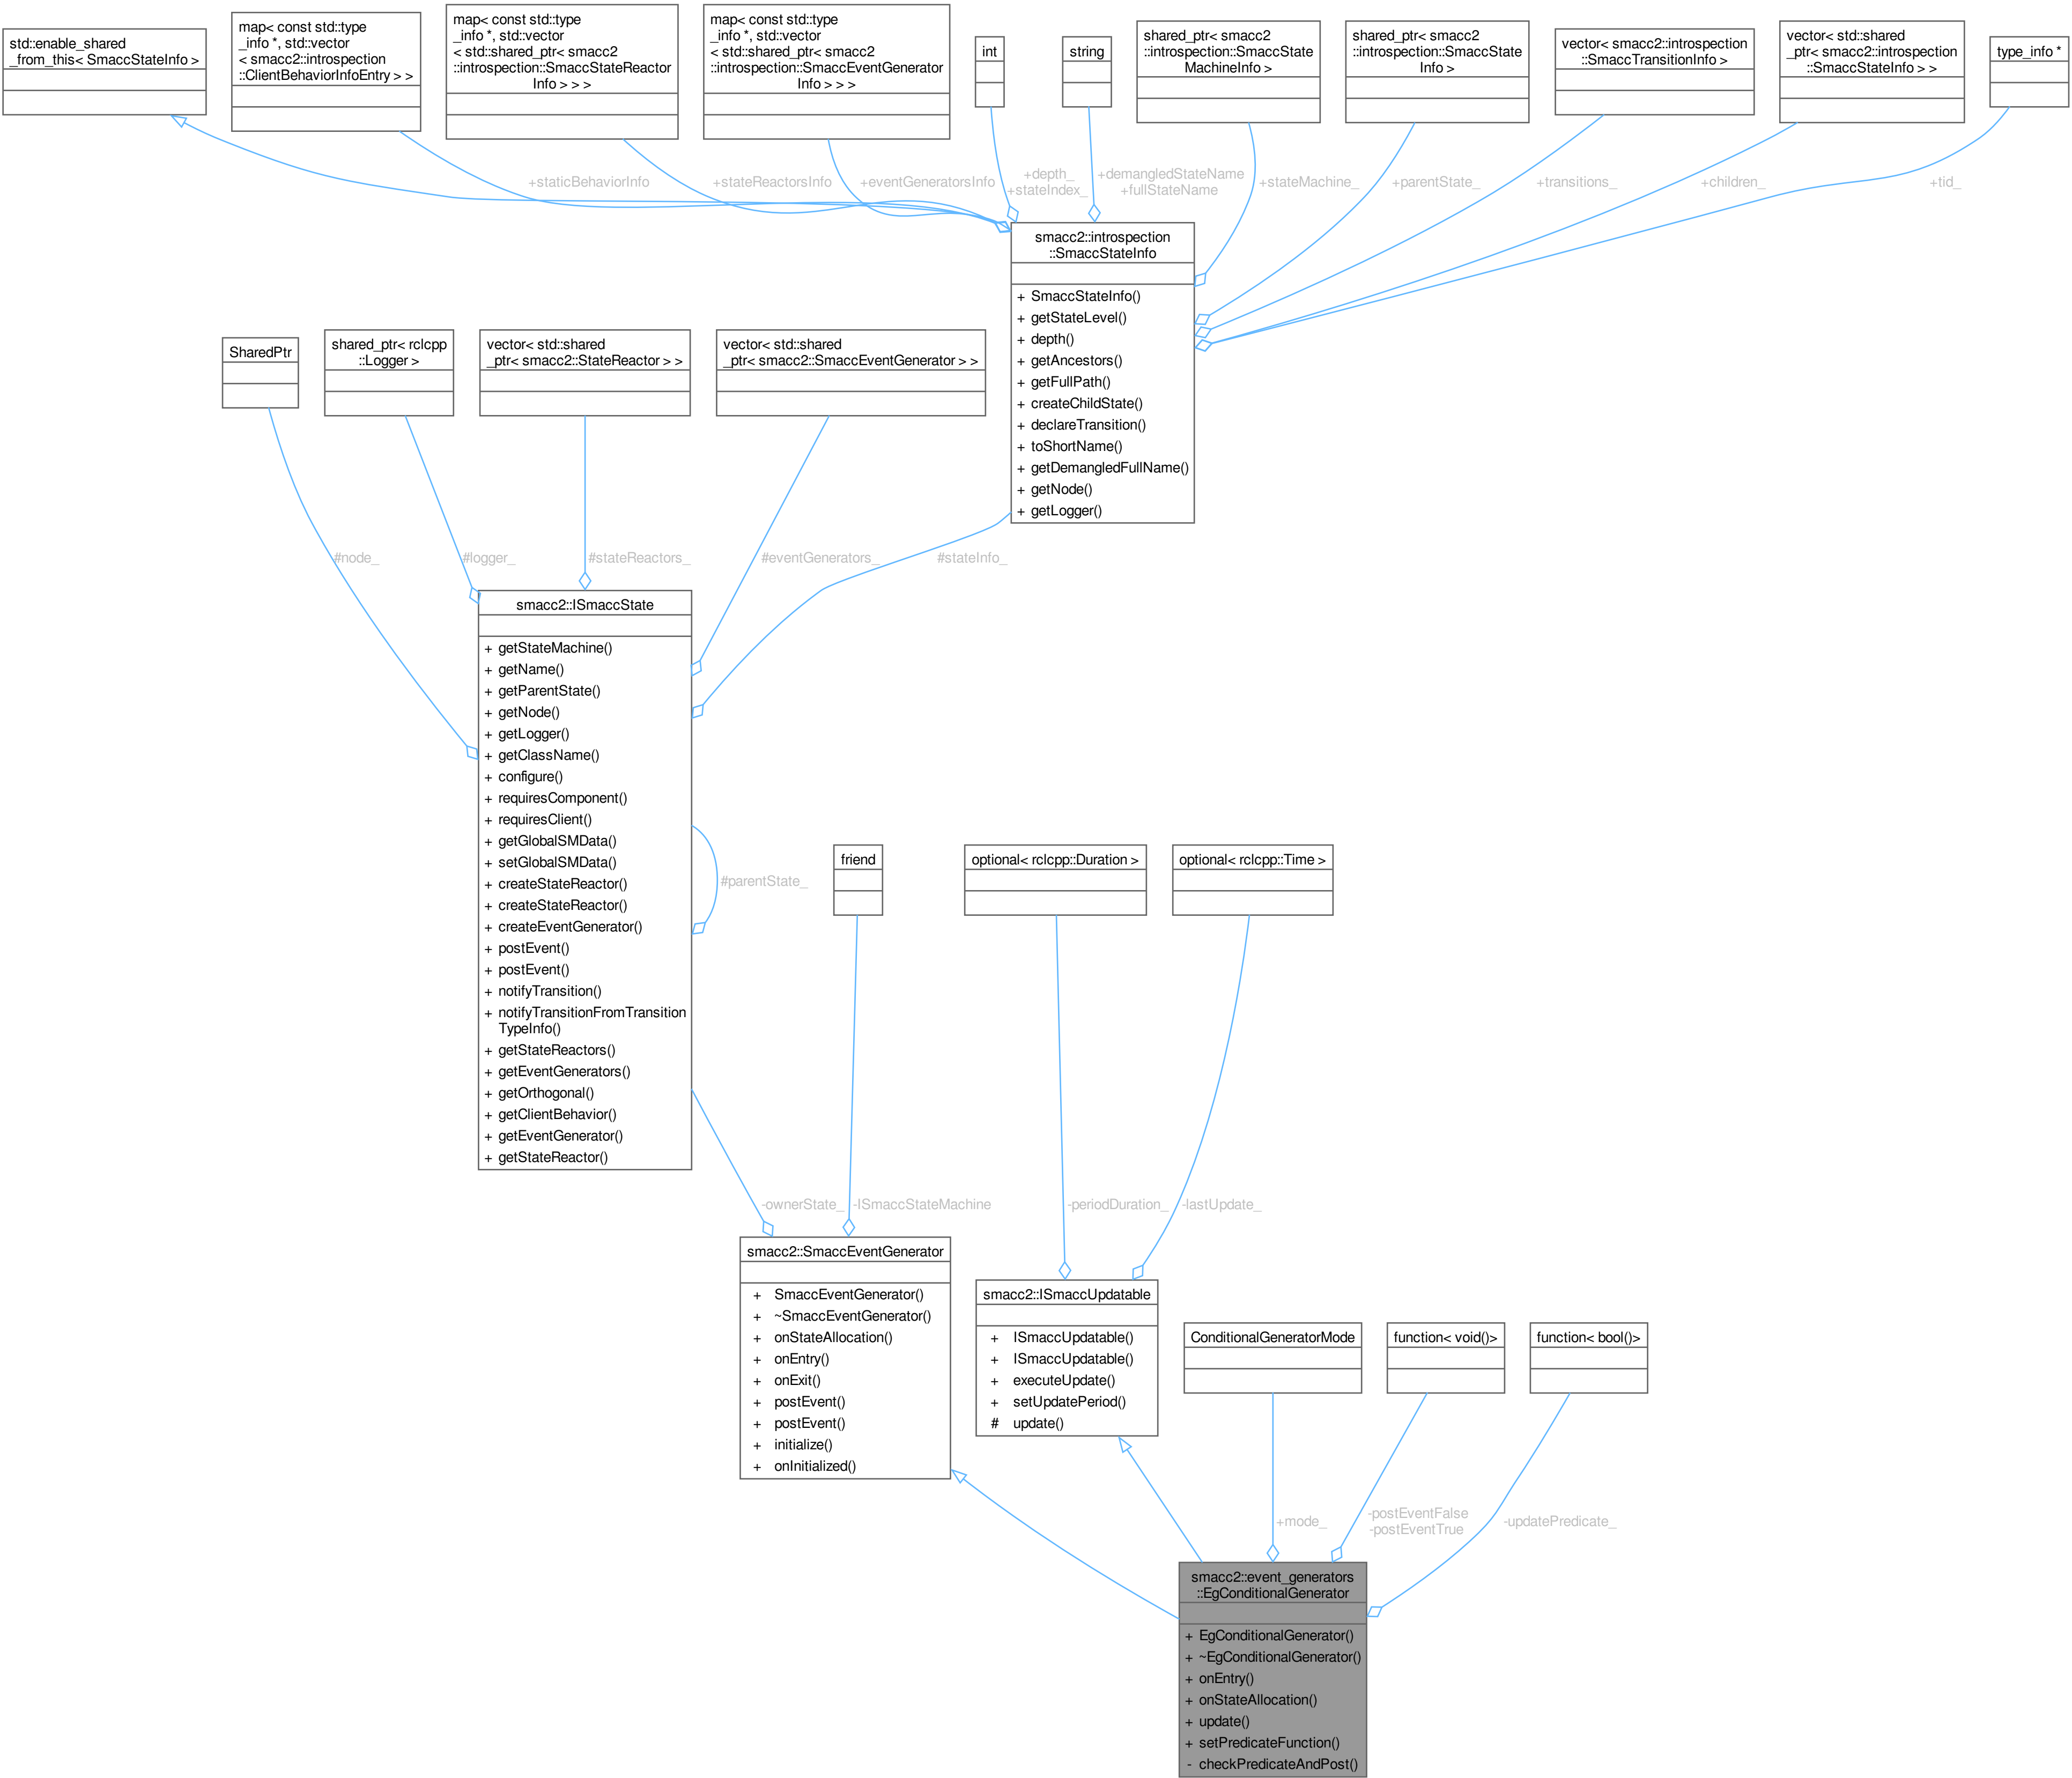 std::enable_shared
_from_this< SmaccStateInfo >
map< const std::type
_info *, std::vector
< smacc2::introspection
::ClientBehaviorInfoEntry > >
map< const std::type
_info *, std::vector
< std::shared_ptr< smacc2
::introspection::SmaccStateReactor
Info > > >
map< const std::type
_info *, std::vector
< std::shared_ptr< smacc2
::introspection::SmaccEventGenerator
Info > > >
int
string
shared_ptr< smacc2
::introspection::SmaccState
MachineInfo >
shared_ptr< smacc2
::introspection::SmaccState
Info >
vector< smacc2::introspection
::SmaccTransitionInfo >
vector< std::shared
_ptr< smacc2::introspection
::SmaccStateInfo > >
type_info *
+staticBehaviorInfo
+stateReactorsInfo
+eventGeneratorsInfo
+depth_
+stateIndex_
+demangledStateName
+fullStateName
+stateMachine_
+parentState_
+transitions_
+children_
+tid_
smacc2::introspection
::SmaccStateInfo
+ SmaccStateInfo()
+ getStateLevel()
+ depth()
+ getAncestors()
+ getFullPath()
+ createChildState()
+ declareTransition()
+ toShortName()
+ getDemangledFullName()
+ getNode()
+ getLogger()
SharedPtr
shared_ptr< rclcpp
::Logger >
vector< std::shared
_ptr< smacc2::StateReactor > >
vector< std::shared
_ptr< smacc2::SmaccEventGenerator > >
#node_
#logger_
#stateReactors_
#eventGenerators_
#stateInfo_
smacc2::ISmaccState
+ getStateMachine()
+ getName()
+ getParentState()
+ getNode()
+ getLogger()
+ getClassName()
+ configure()
+ requiresComponent()
+ requiresClient()
+ getGlobalSMData()
+ setGlobalSMData()
+ createStateReactor()
+ createStateReactor()
+ createEventGenerator()
+ postEvent()
+ postEvent()
+ notifyTransition()
+ notifyTransitionFromTransition
TypeInfo()
+ getStateReactors()
+ getEventGenerators()
+ getOrthogonal()
+ getClientBehavior()
+ getEventGenerator()
+ getStateReactor()
#parentState_
friend
optional< rclcpp::Duration >
optional< rclcpp::Time >
-ownerState_
-ISmaccStateMachine
-periodDuration_
-lastUpdate_
smacc2::SmaccEventGenerator
+ SmaccEventGenerator()
+ ~SmaccEventGenerator()
+ onStateAllocation()
+ onEntry()
+ onExit()
+ postEvent()
+ postEvent()
+ initialize()
+ onInitialized()
smacc2::ISmaccUpdatable
+ ISmaccUpdatable()
+ ISmaccUpdatable()
+ executeUpdate()
+ setUpdatePeriod()
# update()
ConditionalGeneratorMode
function< void()>
function< bool()>
+mode_
-postEventFalse
-postEventTrue
-updatePredicate_
smacc2::event_generators
::EgConditionalGenerator
+ EgConditionalGenerator()
+ ~EgConditionalGenerator()
+ onEntry()
+ onStateAllocation()
+ update()
+ setPredicateFunction()
- checkPredicateAndPost()